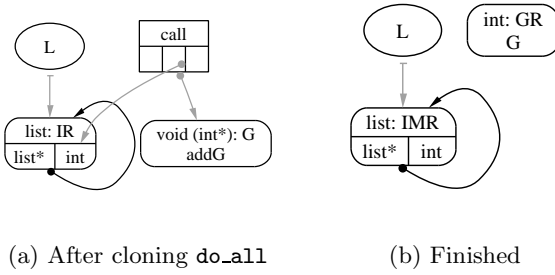 L
call
list: IR
list* int
void (int*): G
addG
(a) After cloning do_all
L
int: GR
G
list: IMR
list* int
(b) Finished